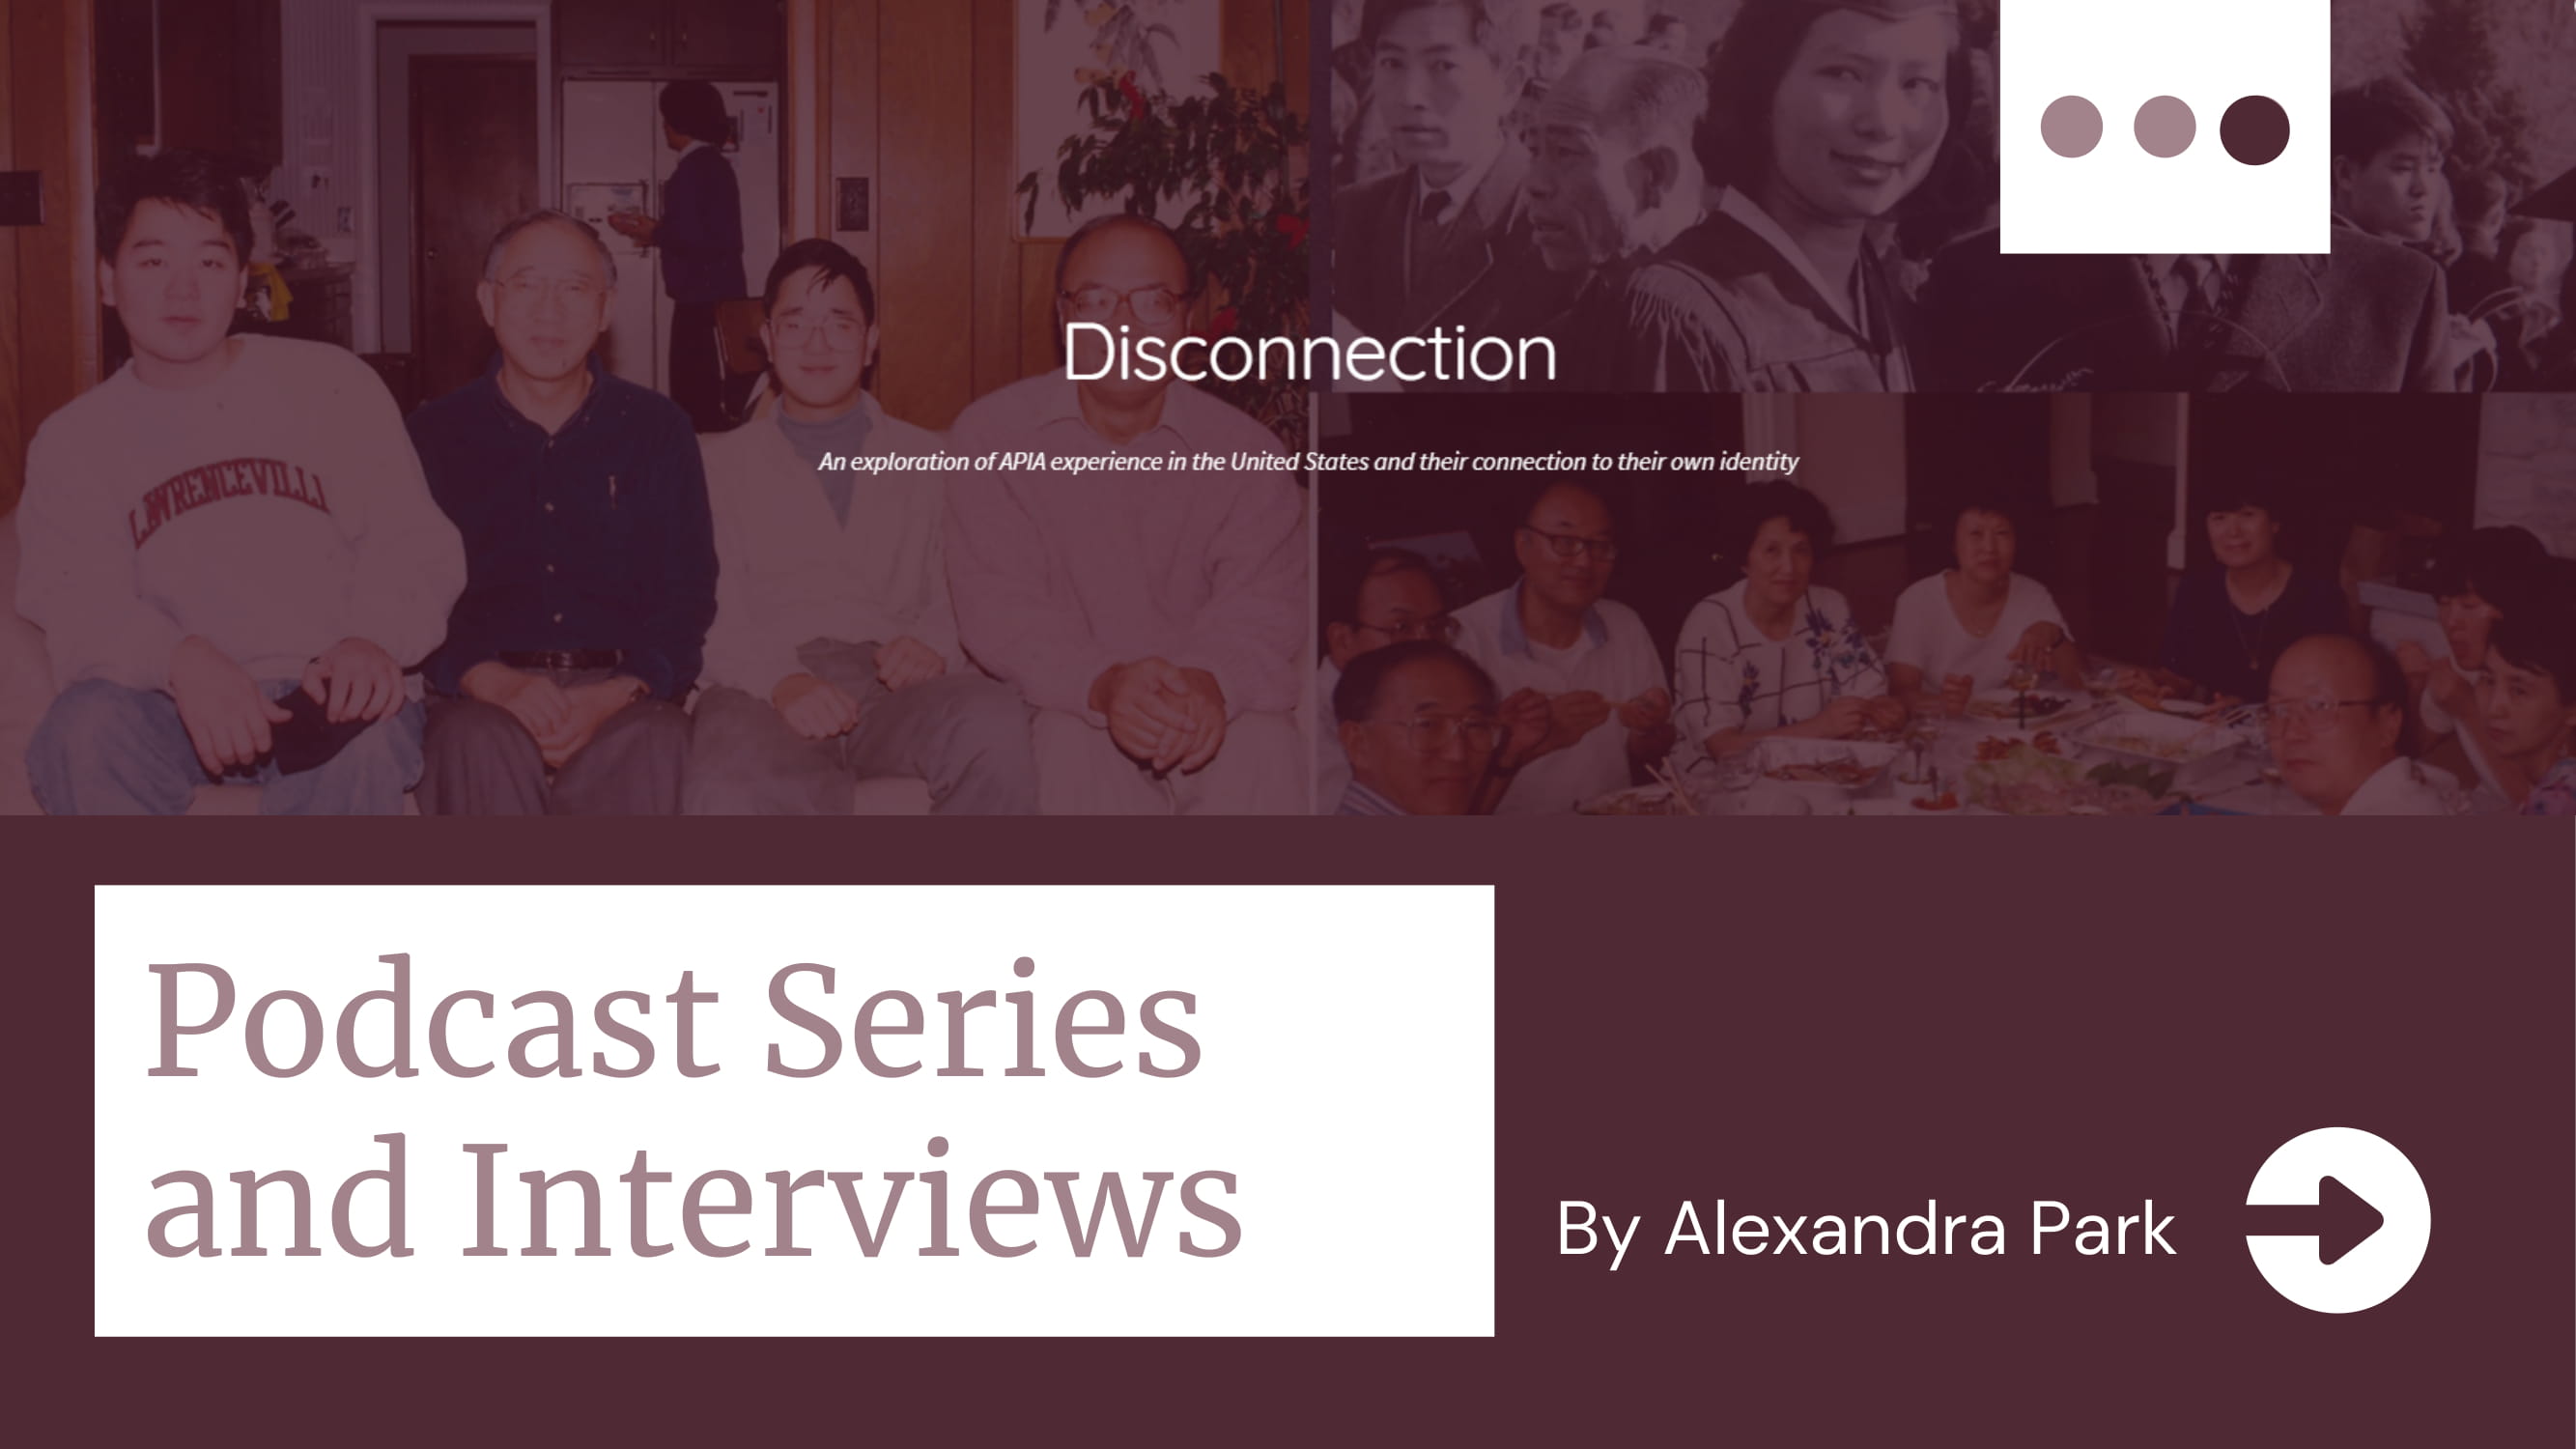 Disconnection
An exploration of APIA experience in the United States and their connection to their own identity
LAWRENCEVILLE
Podcast Series
and Interviews
By Alexandra Park